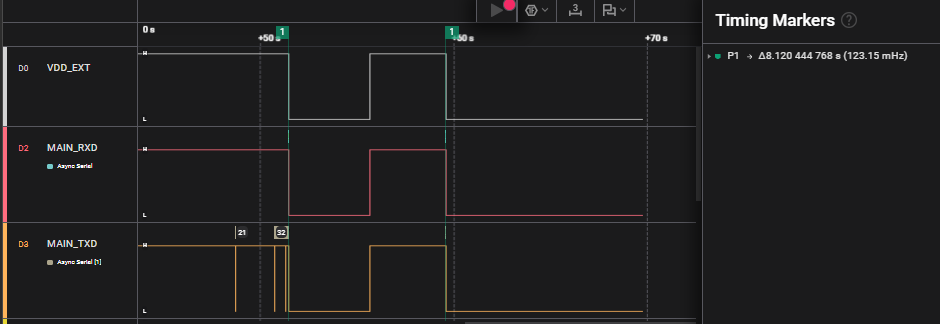 3
Timing Markers ?
0 s
1
1
+50 s
+70 s
P1 Δ8.120 444 768 s (123.15 mHz)
D0 VDD_EXT
H
L
D2 MAIN_RXD
H
Async Serial
L
21
32
D3 MAIN_TXD
H
Async Serial [1]
L